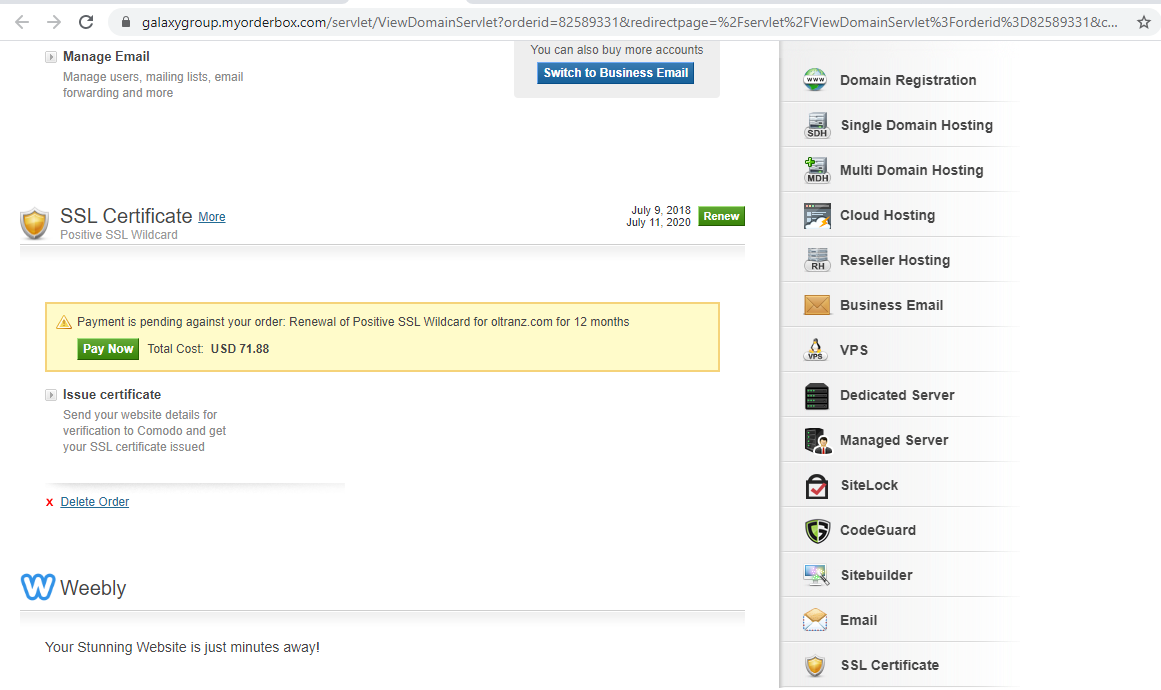 galaxygroup.myorderbox.com/servlet/ViewDomainServlet?orderid=82589331&redirectpage=%2Fservlet%2FViewDomainServlet%3Forderid%3D82589331&c...
Manage Email
Manage users, mailing lists, email
forwarding and more
You can also buy more accounts
Switch to Business Email
SSL Certificate More
Positive SSL Wildcard
July 9, 2018
July 11, 2020
Renew
Payment is pending against your order: Renewal of Positive SSL Wildcard for oltranz.com for 12 months
Pay Now Total Cost: USD 71.88
Issue certificate
Send your website details for
verification to Comodo and get
your SSL certificate issued
x Delete Order
W Weebly
Your Stunning Website is just minutes away!
www Domain Registration
SDH Single Domain Hosting
MDH Multi Domain Hosting
Cloud Hosting
RH Reseller Hosting
Business Email
VPS VPS
Dedicated Server
Managed Server
SiteLock
CodeGuard
Sitebuilder
Email
SSL Certificate